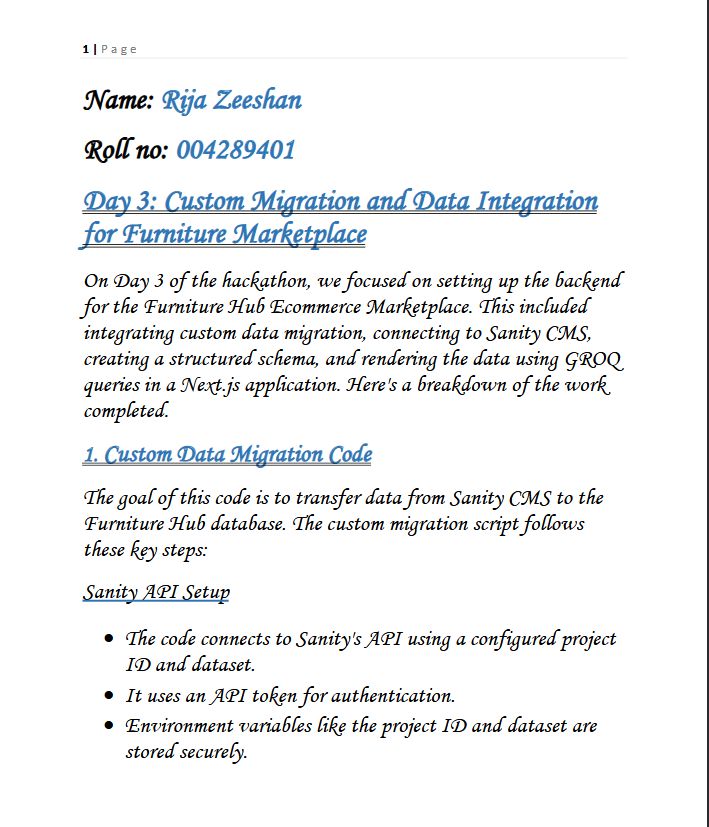 1 | Page
Name: Rija Zeeshan
Roll no: 004289401
Day 3: Custom Migration and Data Integration
for Furniture Marketplace
On Day 3 of the hackathon, we focused on setting up the backend
for the Furniture Hub Ecommerce Marketplace. This included
integrating custom data migration, connecting to Sanity CMS,
creating a structured schema, and rendering the data using GROQ
queries in a Next.js application. Here's a breakdown of the work
completed.
1. Custom Data Migration Code
The goal of this code is to transfer data from Sanity CMS to the
Furniture Hub database. The custom migration script follows
these key steps:
Sanity API Setup
• The code connects to Sanity's API using a configured project
ID and dataset.
• It uses an API token for authentication.
• Environment variables like the project ID and dataset are
stored securely.